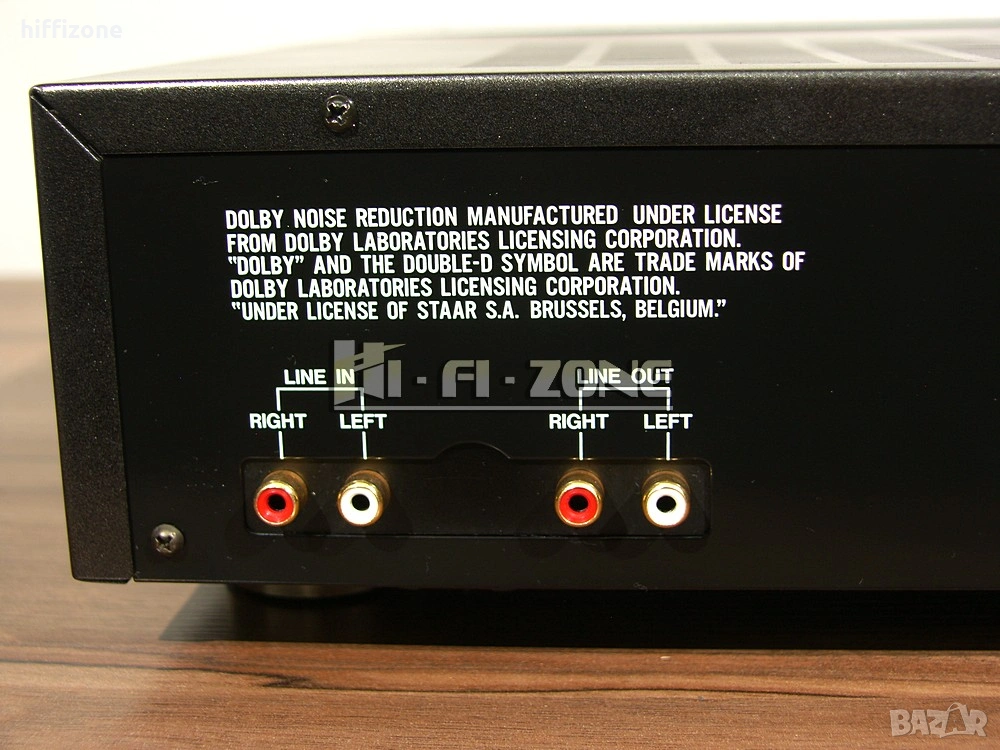 hiffizone
DOLBY NOISE REDUCTION MANUFACTURED UNDER LICENSE
FROM DOLBY LABORATORIES LICENSING CORPORATION.
"DOLBY" AND THE DOUBLE-D SYMBOL ARE TRADE MARKS OF
DOLBY LABORATORIES LICENSING CORPORATION.
"UNDER LICENSE OF STAAR S.A. BRUSSELS, BELGIUM."
HI-FI-ZONE
LINE IN LINE OUT
RIGHT LEFT RIGHT LEFT
BAZAR